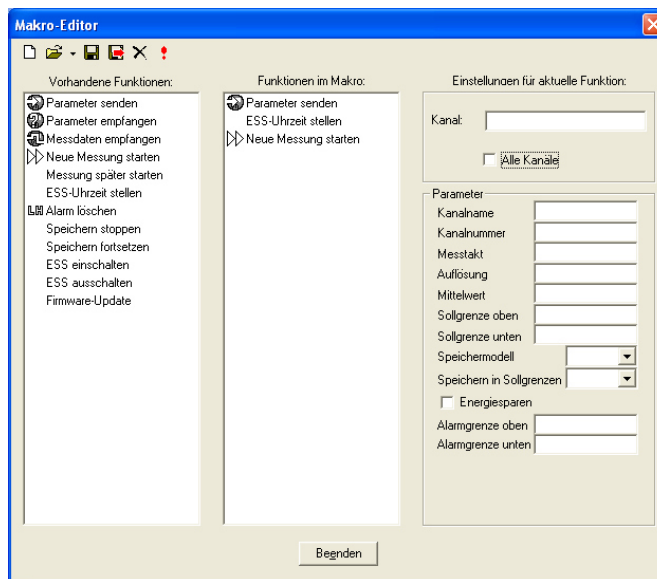 Makro-Editor
Vorhandene Funktionen:
Parameter senden
Parameter empfangen
Messdaten empfangen
Neue Messung starten
Messung später starten
ESS-Uhrzeit stellen
LH Alarm löschen
Speichern stoppen
Speichern fortsetzen
ESS einschalten
ESS ausschalten
Firmware-Update
Funktionen im Makro:
Parameter senden
ESS-Uhrzeit stellen
Neue Messung starten
Einstellungen für aktuelle Funktion:
Kanal:
Alle Kanäle
Parameter
Kanalname
Kanalnummer
Messtakt
Auflösung
Mittelwert
Sollgrenze oben
Sollgrenze unten
Speichermodell
Speichern in Sollgrenzen
Energiesparen
Alarmgrenze oben
Alarmgrenze unten
Beenden